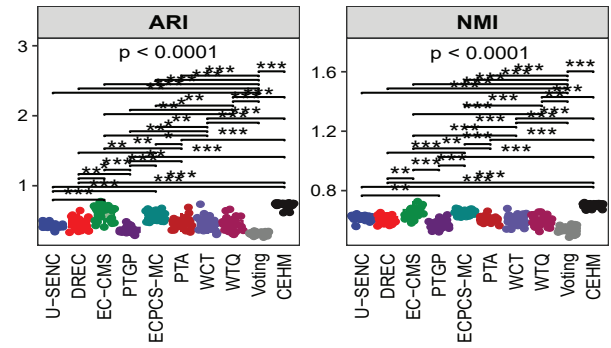 ARI
p < 0.0001
3
2
1
U-SENC
DREC
EC-CMS
PTGP
ECPCS-MC
PTA
WCT
WTQ
Voting
CEHM
NMI
p < 0.0001
1.6
1.2
0.8
U-SENC
DREC
EC-CMS
PTGP
ECPCS-MC
PTA
WCT
WTQ
Voting
CEHM